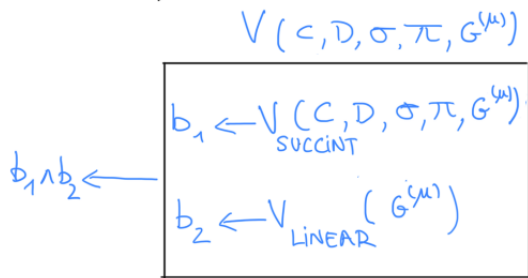 V (C, D, σ, π, G^(μ))
b₁ ← V_SUCCINT (C, D, σ, π, G^(μ))
b₁∧b₂ ←
b₂ ← V_LINEAR (G^(μ))